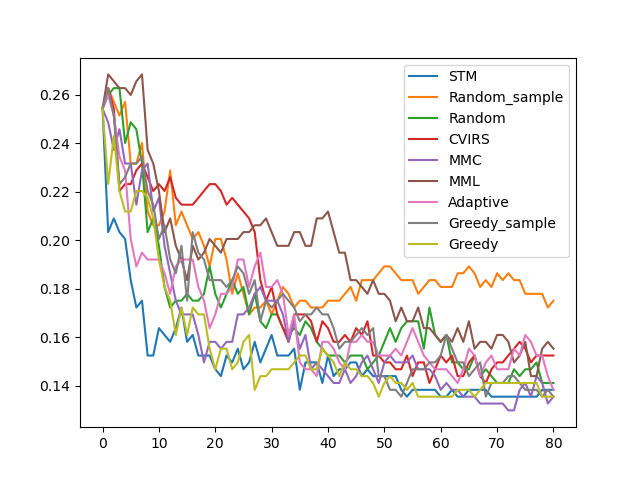 STM
Random_sample
Random
CVIRS
MMC
MML
Adaptive
Greedy_sample
Greedy
0.26
0.24
0.22
0.20
0.18
0.16
0.14
0 10 20 30 40 50 60 70 80